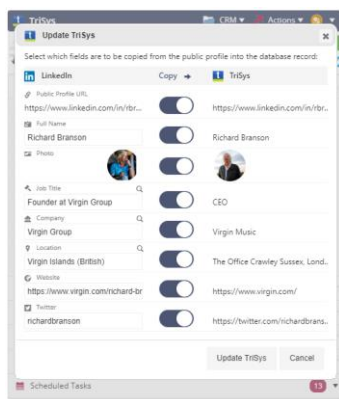 TriSys
CRM
Actions
Update TriSys
Select which fields are to be copied from the public profile into the database record:
LinkedIn Copy TriSys
Public Profile URL
https://www.linkedin.com/in/rbr... https://www.linkedin.com/in/rbr..
Full Name
Richard Branson Richard Branson
Photo
Job Title
Founder at Virgin Group CEO
Company
Virgin Group Virgin Music
Location
Virgin Islands (British) The Office Crawley Sussex, Lond..
Website
https://www.virgin.com/richard-br https://www.virgin.com/
Twitter
richardbranson https://twitter.com/richardbrans..
Update TriSys Cancel
Scheduled Tasks 13